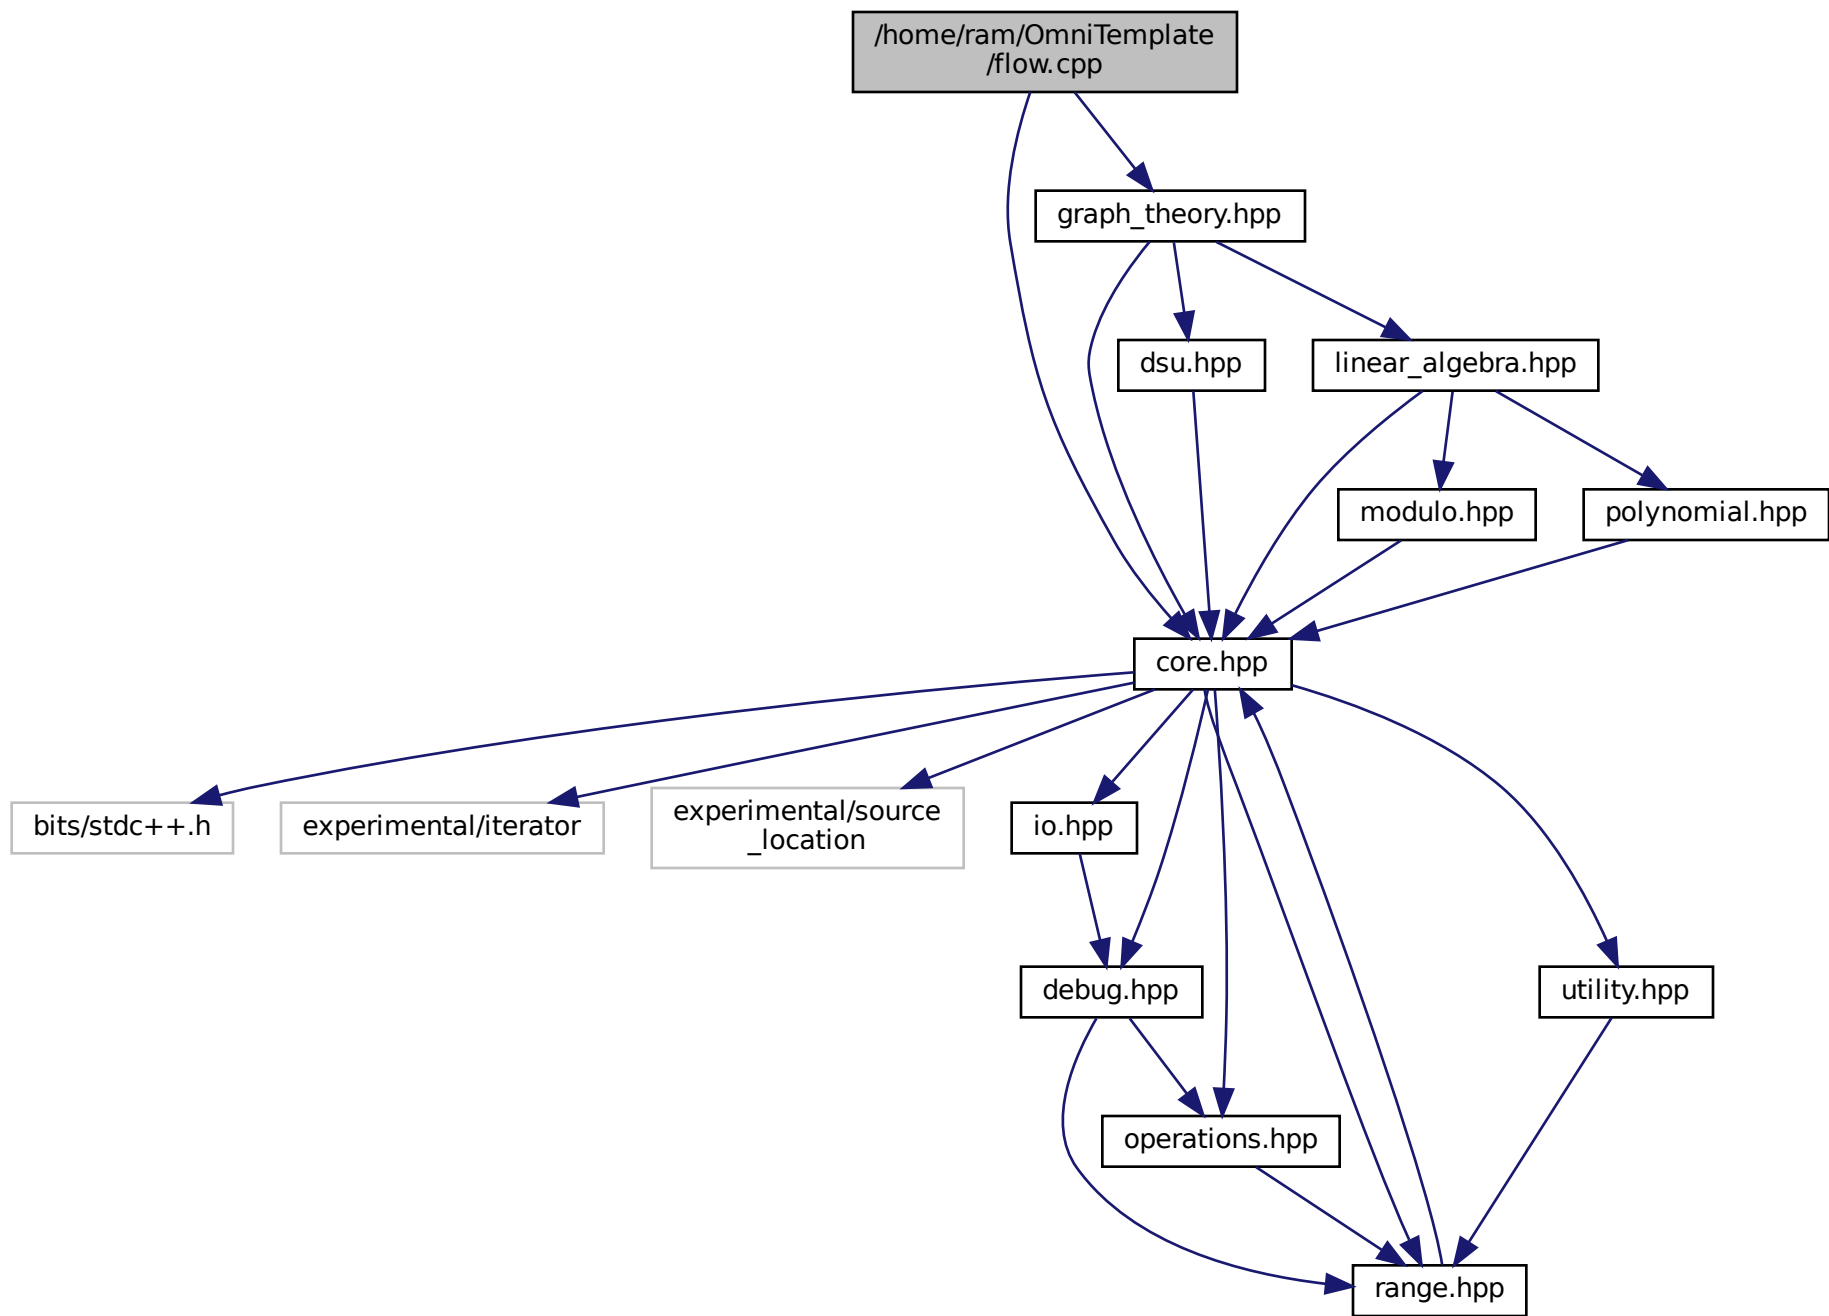 /home/ram/OmniTemplate
/flow.cpp
graph_theory.hpp
dsu.hpp
linear_algebra.hpp
modulo.hpp
polynomial.hpp
core.hpp
bits/stdc++.h
experimental/iterator
experimental/source
_location
io.hpp
debug.hpp
utility.hpp
operations.hpp
range.hpp